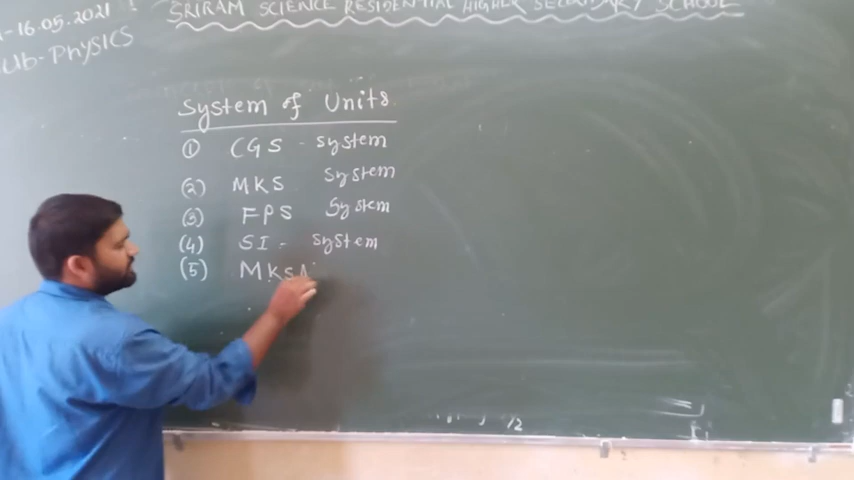 -16.05.2021
SRIRAM SCIENCE RESIDENTIAL HIGHER SECONDARY SCHOOL
ub-Physics
System of Units
① CGS - System
(2) MKS System
(3) FPS System
(4) SI - System
(5) MKSA